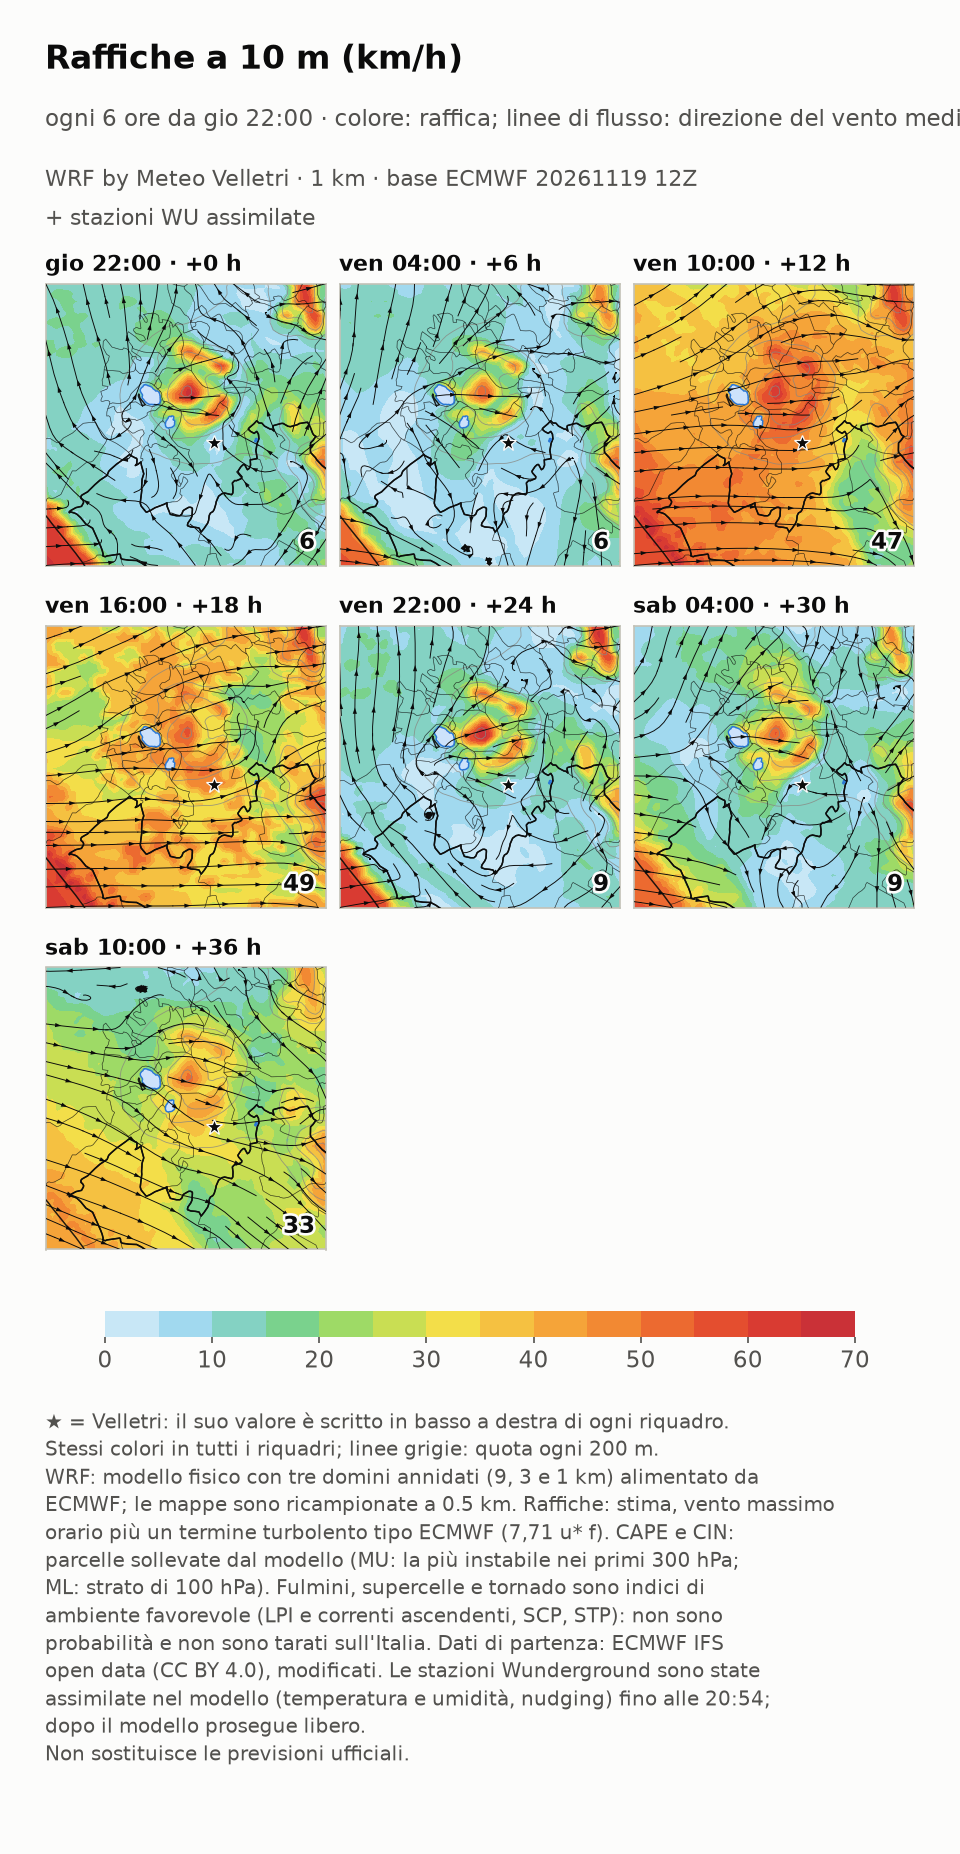 Raffiche a 10 m (km/h)
ogni 6 ore da gio 22:00 · colore: raffica; linee di flusso: direzione del vento medi
WRF by Meteo Velletri · 1 km · base ECMWF 20261119 12Z
+ stazioni WU assimilate
gio 22:00 · +0 h
ven 04:00 · +6 h
ven 10:00 · +12 h
6
6
47
ven 16:00 · +18 h
ven 22:00 · +24 h
sab 04:00 · +30 h
49
9
9
sab 10:00 · +36 h
33
0 10 20 30 40 50 60 70
★ = Velletri: il suo valore è scritto in basso a destra di ogni riquadro.
Stessi colori in tutti i riquadri; linee grigie: quota ogni 200 m.
WRF: modello fisico con tre domini annidati (9, 3 e 1 km) alimentato da
ECMWF; le mappe sono ricampionate a 0.5 km. Raffiche: stima, vento massimo
orario più un termine turbolento tipo ECMWF (7,71 u* f). CAPE e CIN:
parcelle sollevate dal modello (MU: la più instabile nei primi 300 hPa;
ML: strato di 100 hPa). Fulmini, supercelle e tornado sono indici di
ambiente favorevole (LPI e correnti ascendenti, SCP, STP): non sono
probabilità e non sono tarati sull'Italia. Dati di partenza: ECMWF IFS
open data (CC BY 4.0), modificati. Le stazioni Wunderground sono state
assimilate nel modello (temperatura e umidità, nudging) fino alle 20:54;
dopo il modello prosegue libero.
Non sostituisce le previsioni ufficiali.